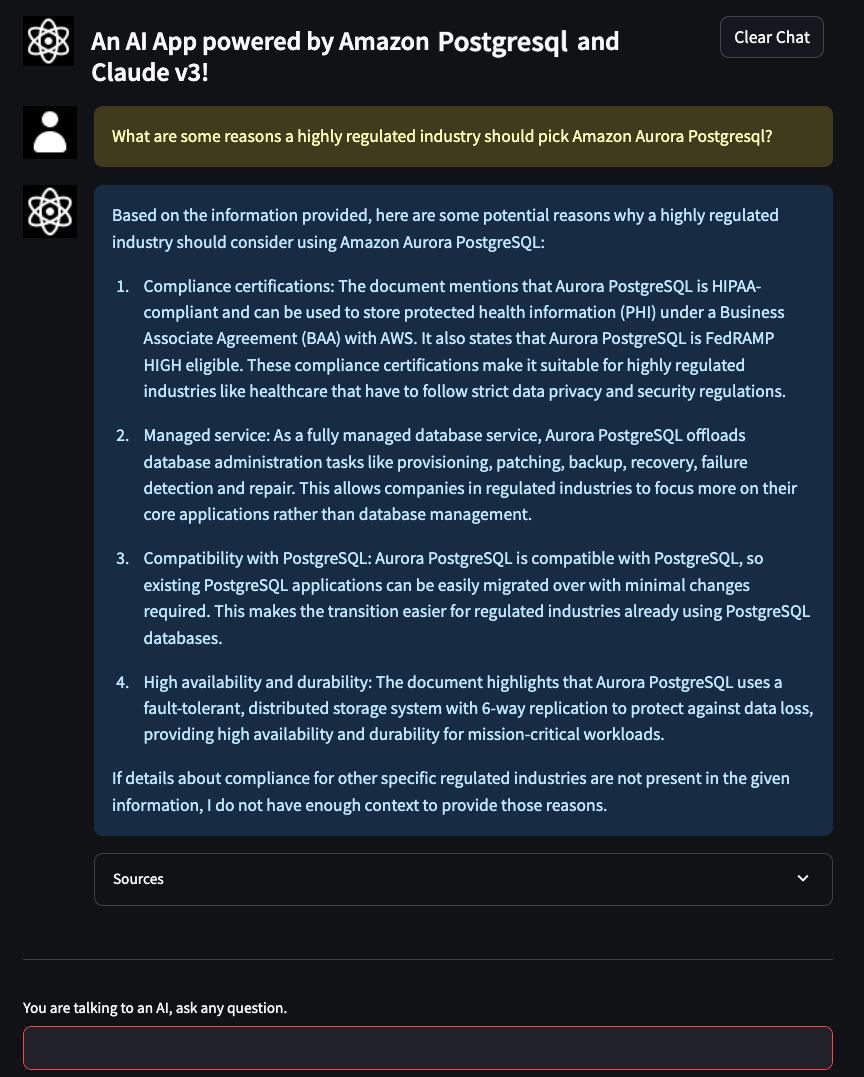 An AI App powered by Amazon Postgresql and
Claude v3!
Clear Chat
What are some reasons a highly regulated industry should pick Amazon Aurora Postgresql?
Based on the information provided, here are some potential reasons why a highly regulated
industry should consider using Amazon Aurora PostgreSQL:
1. Compliance certifications: The document mentions that Aurora PostgreSQL is HIPAA-
compliant and can be used to store protected health information (PHI) under a Business
Associate Agreement (BAA) with AWS. It also states that Aurora PostgreSQL is FedRAMP
HIGH eligible. These compliance certifications make it suitable for highly regulated
industries like healthcare that have to follow strict data privacy and security regulations.
2. Managed service: As a fully managed database service, Aurora PostgreSQL offloads
database administration tasks like provisioning, patching, backup, recovery, failure
detection and repair. This allows companies in regulated industries to focus more on their
core applications rather than database management.
3. Compatibility with PostgreSQL: Aurora PostgreSQL is compatible with PostgreSQL, so
existing PostgreSQL applications can be easily migrated over with minimal changes
required. This makes the transition easier for regulated industries already using PostgreSQL
databases.
4. High availability and durability: The document highlights that Aurora PostgreSQL uses a
fault-tolerant, distributed storage system with 6-way replication to protect against data loss,
providing high availability and durability for mission-critical workloads.
If details about compliance for other specific regulated industries are not present in the given
information, I do not have enough context to provide those reasons.
Sources
You are talking to an AI, ask any question.